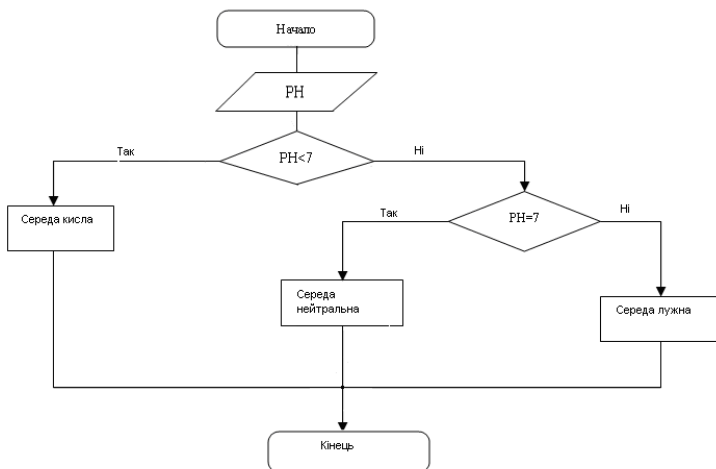 Начало
PH
PH<7
Так
Ні
Середа кисла
PH=7
Так
Ні
Середа
нейтральна
Середа лужна
Кінець